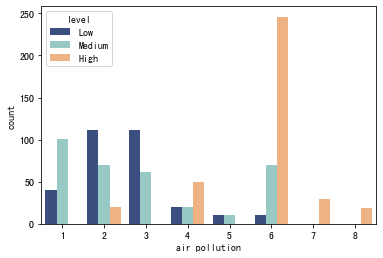 level
Low
Medium
High
250
200
150
100
50
0
count
1 2 3 4 5 6 7 8
air pollution